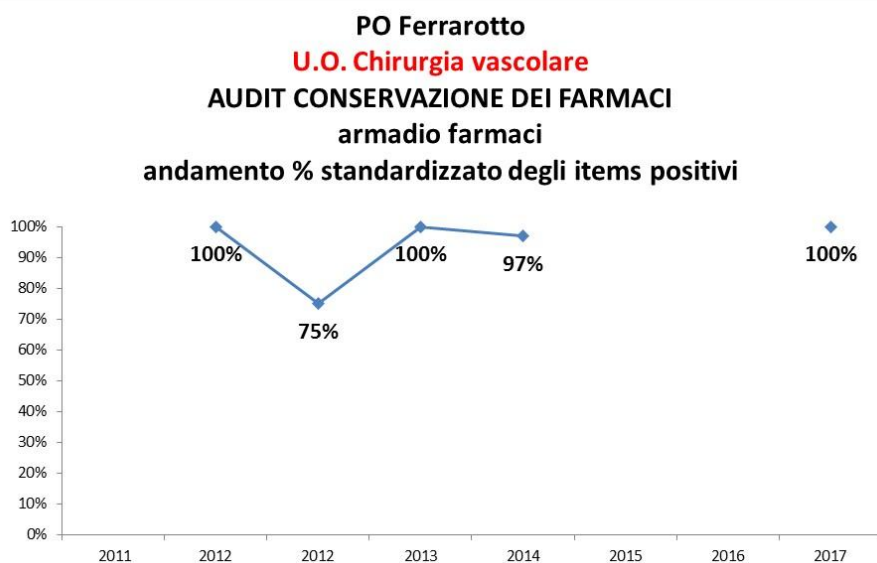 PO Ferrarotto
U.O. Chirurgia vascolare
AUDIT CONSERVAZIONE DEI FARMACI
armadio farmaci
andamento % standardizzato degli items positivi
100%
90%
80%
70%
60%
50%
40%
30%
20%
10%
0%
100%
75%
100%
97%
100%
2011 2012 2012 2013 2014 2015 2016 2017